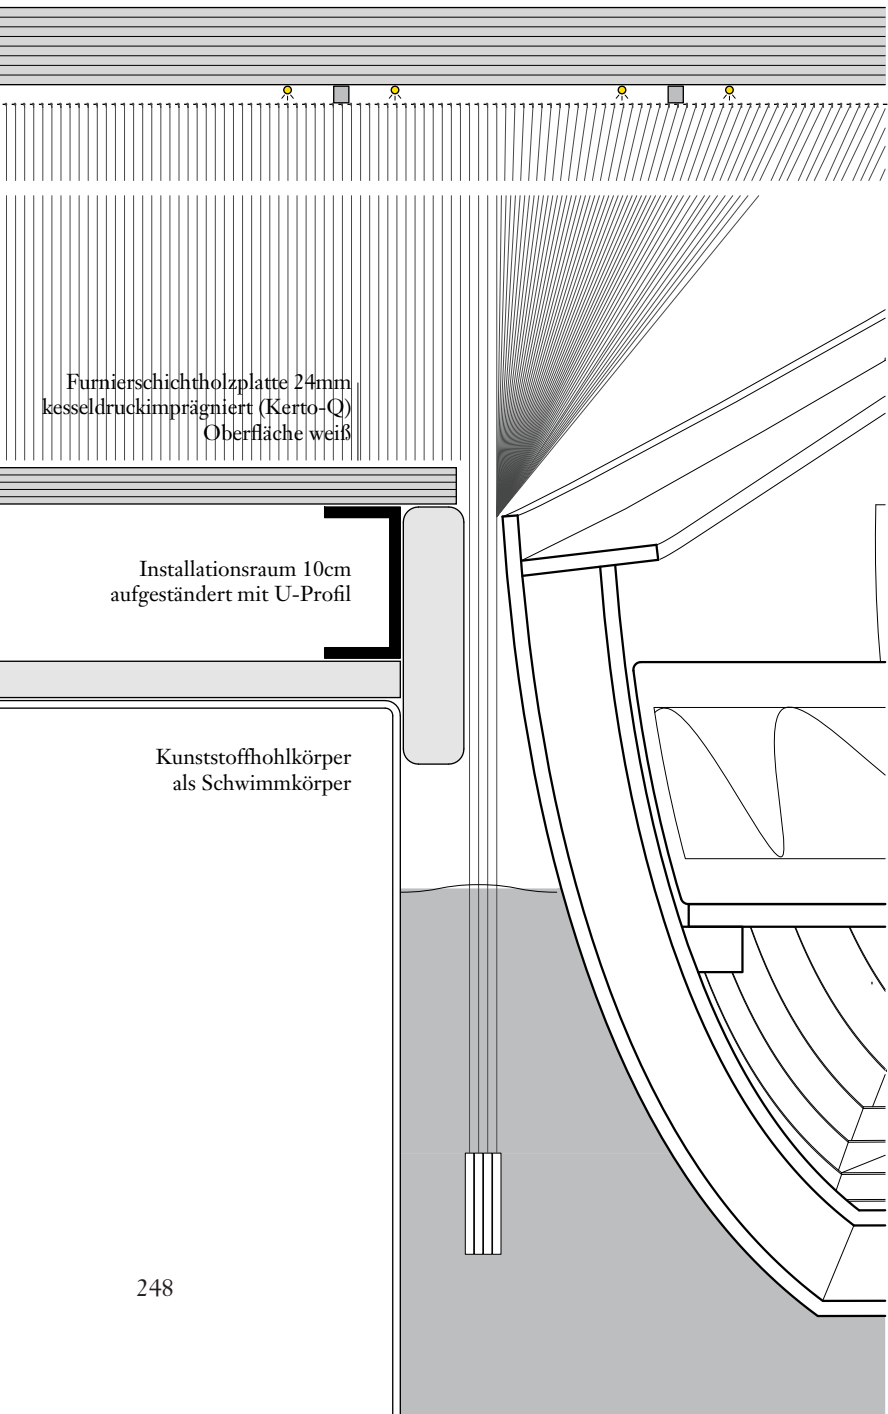 Furnierschichtholzplatte 24mm
kesseldruckimprägniert (Kerto-Q)
Oberfläche weiß
Installationsraum 10cm
aufgeständert mit U-Profil
Kunststoffhohlkörper
als Schwimmkörper
248